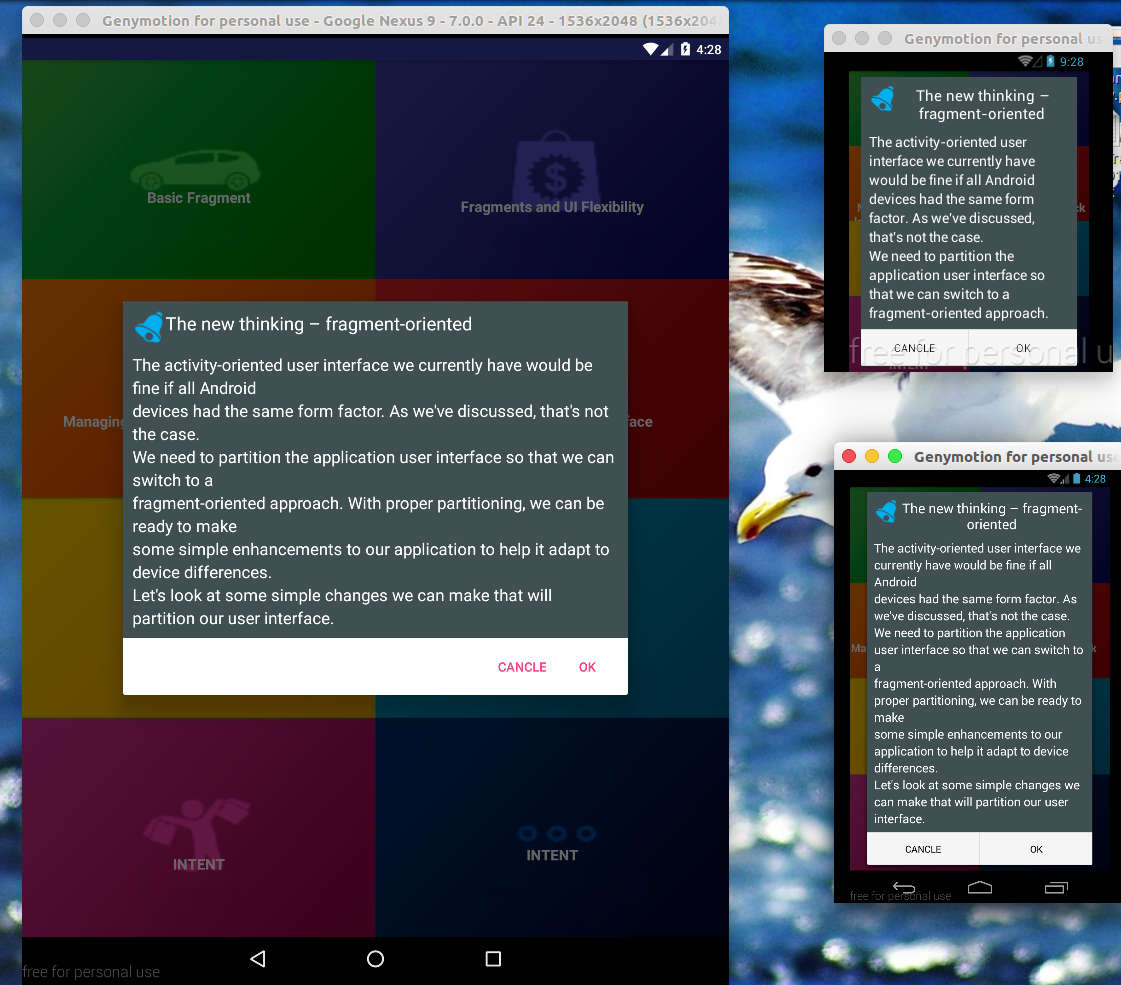 Genymotion for personal use - Google Nexus 9 - 7.0.0 - API 24 - 1536x2048 (1536x204
4:28
Basic Fragment
Fragments and UI Flexibility
The new thinking – fragment-oriented
The activity-oriented user interface we currently have would be
fine if all Android
devices had the same form factor. As we've discussed, that's not
the case.
We need to partition the application user interface so that we can
switch to a
fragment-oriented approach. With proper partitioning, we can be
ready to make
some simple enhancements to our application to help it adapt to
device differences.
Let's look at some simple changes we can make that will
partition our user interface.
CANCLE OK
Managing
face
INTENT
INTENT
free for personal use
Genymotion for personal us
9:28
The new thinking –
fragment-oriented
The activity-oriented user
interface we currently have
would be fine if all Android
devices had the same form
factor. As we've discussed,
that's not the case.
We need to partition the
application user interface so
that we can switch to a
fragment-oriented approach.
CANCLE OK
free for personal u
INTENT
Genymotion for personal us
4:28
The new thinking – fragment-
oriented
The activity-oriented user interface we
currently have would be fine if all
Android
devices had the same form factor. As
we've discussed, that's not the case.
We need to partition the application
user interface so that we can switch to
a
fragment-oriented approach. With
proper partitioning, we can be ready to
make
some simple enhancements to our
application to help it adapt to device
differences.
Let's look at some simple changes we
can make that will partition our user
interface.
CANCLE OK
Ma
k
free for personal use